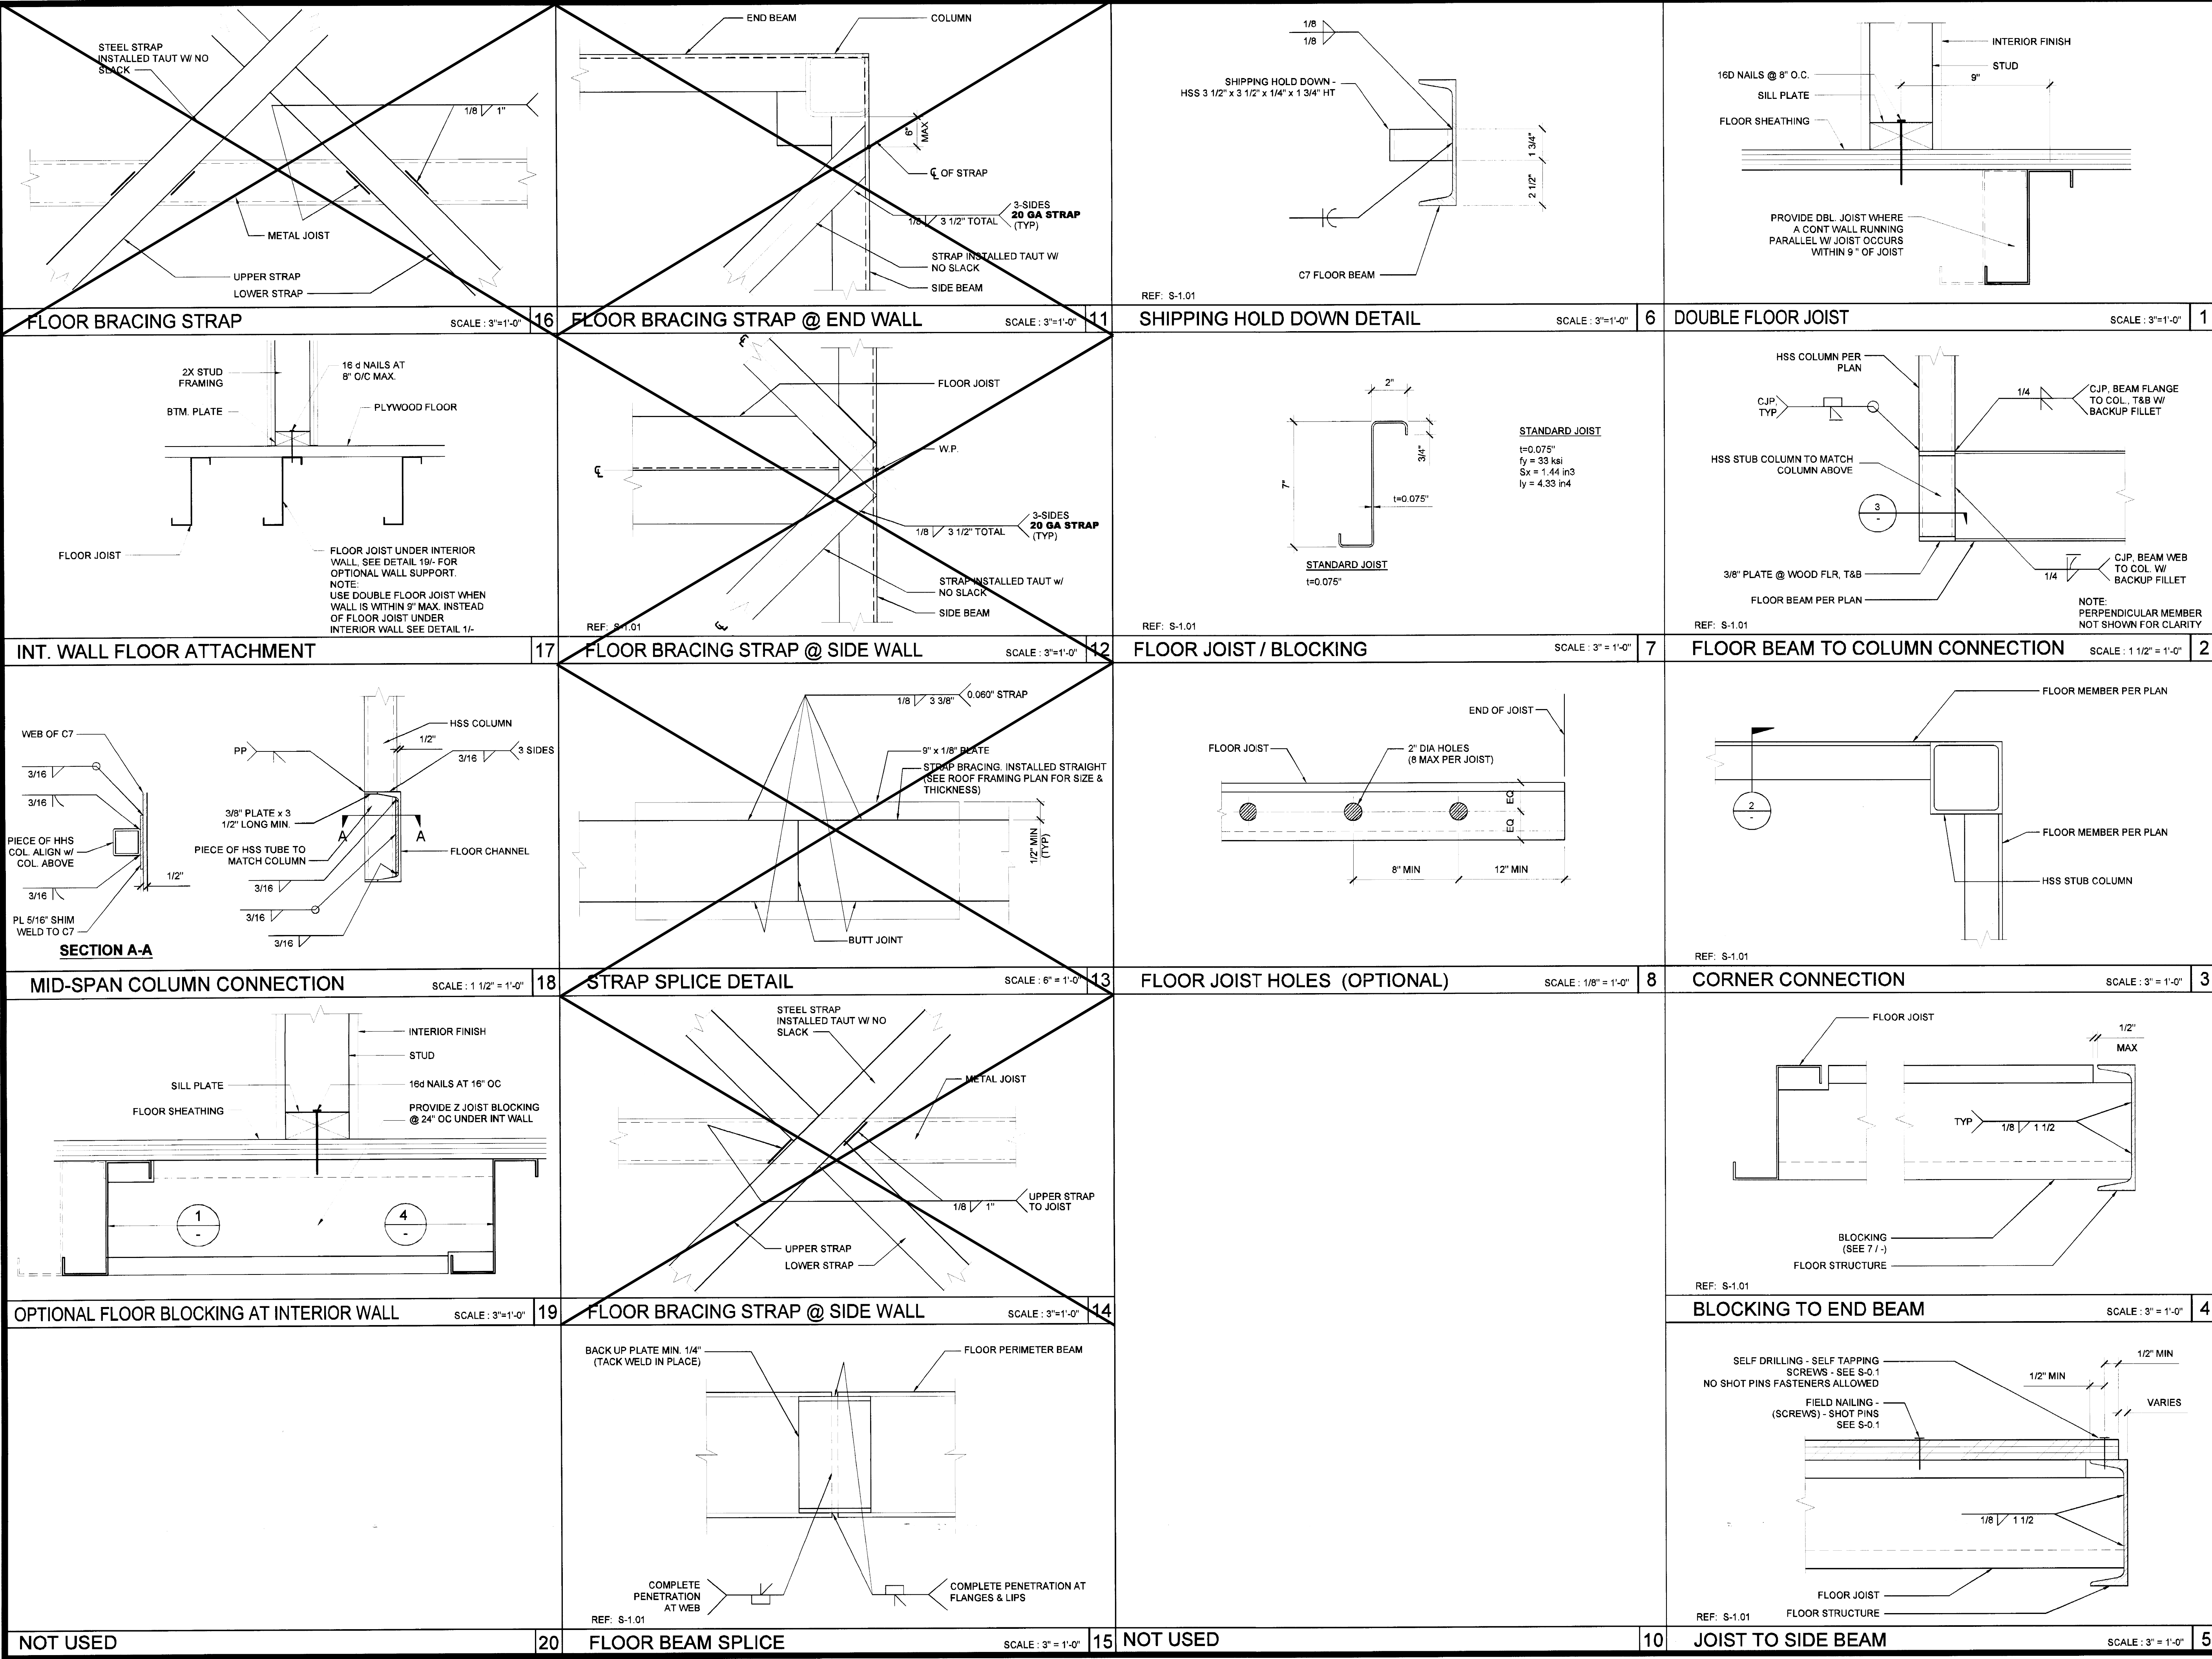 STEEL STRAP
INSTALLED TAUT W/ NO
SLACK
1/8 1"
METAL JOIST
UPPER STRAP
LOWER STRAP
FLOOR BRACING STRAP
SCALE : 3"=1'-0"
16
END BEAM
COLUMN
6"
MAX
℄ OF STRAP
3-SIDES
20 GA STRAP
(TYP)
1/8 3 1/2" TOTAL
STRAP INSTALLED TAUT W/
NO SLACK
SIDE BEAM
FLOOR BRACING STRAP @ END WALL
SCALE : 3"=1'-0"
11
1/8
1/8
SHIPPING HOLD DOWN -
HSS 3 1/2" x 3 1/2" x 1/4" x 1 3/4" HT
1 3/4"
2 1/2"
C7 FLOOR BEAM
REF: S-1.01
SHIPPING HOLD DOWN DETAIL
SCALE : 3"=1'-0"
6
INTERIOR FINISH
STUD
16D NAILS @ 8" O.C.
9"
SILL PLATE
FLOOR SHEATHING
PROVIDE DBL. JOIST WHERE
A CONT WALL RUNNING
PARALLEL W/ JOIST OCCURS
WITHIN 9 " OF JOIST
DOUBLE FLOOR JOIST
SCALE : 3"=1'-0"
1
2X STUD
FRAMING
16 d NAILS AT
8" O/C MAX.
BTM. PLATE
PLYWOOD FLOOR
FLOOR JOIST
FLOOR JOIST UNDER INTERIOR
WALL, SEE DETAIL 19/- FOR
OPTIONAL WALL SUPPORT.
NOTE:
USE DOUBLE FLOOR JOIST WHEN
WALL IS WITHIN 9" MAX. INSTEAD
OF FLOOR JOIST UNDER
INTERIOR WALL SEE DETAIL 1/-
INT. WALL FLOOR ATTACHMENT
17
℄
FLOOR JOIST
W.P.
℄
3-SIDES
20 GA STRAP
(TYP)
1/8 3 1/2" TOTAL
STRAP INSTALLED TAUT w/
NO SLACK
SIDE BEAM
℄
REF: S-1.01
FLOOR BRACING STRAP @ SIDE WALL
SCALE : 3"=1'-0"
12
2"
7"
3/4"
t=0.075"
STANDARD JOIST
t=0.075"
fy = 33 ksi
Sx = 1.44 in3
Iy = 4.33 in4
STANDARD JOIST
t=0.075"
REF: S-1.01
FLOOR JOIST / BLOCKING
SCALE : 3" = 1'-0"
7
HSS COLUMN PER
PLAN
CJP,
TYP
1/4
CJP, BEAM FLANGE
TO COL., T&B W/
BACKUP FILLET
HSS STUB COLUMN TO MATCH
COLUMN ABOVE
3
-
3/8" PLATE @ WOOD FLR, T&B
FLOOR BEAM PER PLAN
1/4
CJP, BEAM WEB
TO COL. W/
BACKUP FILLET
NOTE:
PERPENDICULAR MEMBER
NOT SHOWN FOR CLARITY
REF: S-1.01
FLOOR BEAM TO COLUMN CONNECTION
SCALE : 1 1/2" = 1'-0"
2
WEB OF C7
3/16
3/16
PIECE OF HHS
COL. ALIGN w/
COL. ABOVE
1/2"
3/16
PL 5/16" SHIM
WELD TO C7
SECTION A-A
HSS COLUMN
PP
1/2"
3/16
3 SIDES
3/8" PLATE x 3
1/2" LONG MIN.
A
A
PIECE OF HSS TUBE TO
MATCH COLUMN
FLOOR CHANNEL
3/16
3/16
3/16
MID-SPAN COLUMN CONNECTION
SCALE : 1 1/2" = 1'-0"
18
1/8 3 3/8"
0.060" STRAP
9" x 1/8" PLATE
STRAP BRACING. INSTALLED STRAIGHT
(SEE ROOF FRAMING PLAN FOR SIZE &
THICKNESS)
1/2" MIN
(TYP)
BUTT JOINT
STRAP SPLICE DETAIL
SCALE : 6" = 1'-0"
13
END OF JOIST
FLOOR JOIST
2" DIA HOLES
(8 MAX PER JOIST)
EQ
EQ
8" MIN
12" MIN
FLOOR JOIST HOLES (OPTIONAL)
SCALE : 1/8" = 1'-0"
8
FLOOR MEMBER PER PLAN
2
-
FLOOR MEMBER PER PLAN
HSS STUB COLUMN
REF: S-1.01
CORNER CONNECTION
SCALE : 3" = 1'-0"
3
INTERIOR FINISH
STUD
SILL PLATE
16d NAILS AT 16" OC
FLOOR SHEATHING
PROVIDE Z JOIST BLOCKING
@ 24" OC UNDER INT WALL
1
-
4
-
OPTIONAL FLOOR BLOCKING AT INTERIOR WALL
SCALE : 3"=1'-0"
19
STEEL STRAP
INSTALLED TAUT W/ NO
SLACK
METAL JOIST
1/8 1"
UPPER STRAP
TO JOIST
UPPER STRAP
LOWER STRAP
FLOOR BRACING STRAP @ SIDE WALL
SCALE : 3"=1'-0"
14
FLOOR JOIST
1/2"
MAX
TYP
1/8 1 1/2
BLOCKING
(SEE 7 / -)
FLOOR STRUCTURE
REF: S-1.01
BLOCKING TO END BEAM
SCALE : 3" = 1'-0"
4
NOT USED
20
BACK UP PLATE MIN. 1/4"
(TACK WELD IN PLACE)
FLOOR PERIMETER BEAM
COMPLETE
PENETRATION
AT WEB
COMPLETE PENETRATION AT
FLANGES & LIPS
REF: S-1.01
FLOOR BEAM SPLICE
SCALE : 3" = 1'-0"
15
NOT USED
10
SELF DRILLING - SELF TAPPING
SCREWS - SEE S-0.1
NO SHOT PINS FASTENERS ALLOWED
1/2" MIN
1/2" MIN
FIELD NAILING -
(SCREWS) - SHOT PINS
SEE S-0.1
VARIES
1/8 1 1/2
FLOOR JOIST
FLOOR STRUCTURE
REF: S-1.01
JOIST TO SIDE BEAM
SCALE : 3" = 1'-0"
5